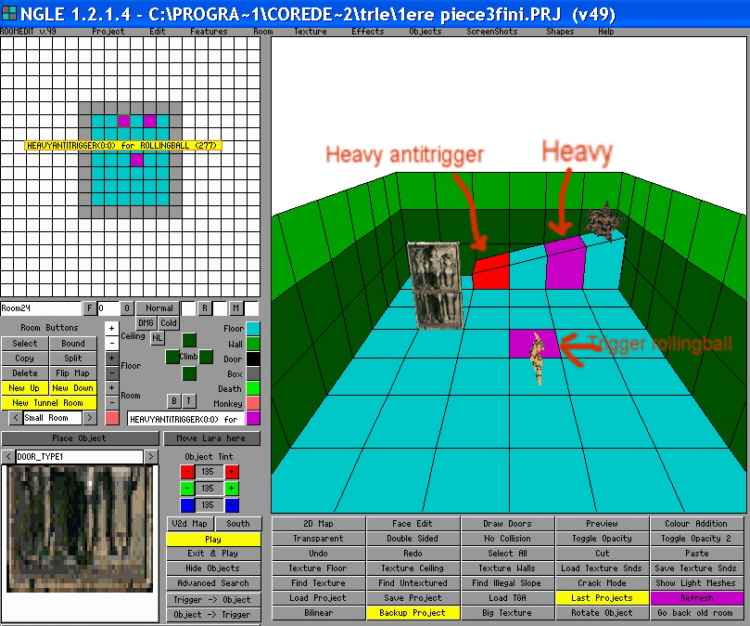 NGLE 1.2.1.4 - C:\PROGRA~1\COREDE~2\trle\1ere piece3fini.PRJ (v49)
ROOMEDIT v.49 Project Edit Features Room Texture Effects Objects ScreenShots Shapes Help
HEAVYANTITRIGGER(0:0) for ROLLINGBALL (277)
Heavy antitrigger
Heavy
Trigger rollingball
Room24 F 0 0 Normal R M
Room Buttons
Select Bound
Copy Split
Delete Flip Map
New Up New Down
New Tunnel Room
< Small Room >
+
Ceiling
-
+
Floor
-
+
Room
-
DMG Cold
NL
Climb
B T
Floor
Wall
Door
Box
Death
Monkey
HEAVYANTITRIGGER(0:0) for
Place Object
Move Lara here
< DOOR_TYPE1 >
Object Tint
- 135 +
- 135 +
- 135 +
V2d Map South
Play
Exit & Play
Hide Objects
Advanced Search
Trigger -> Object
Object -> Trigger
2D Map Face Edit Draw Doors Preview Colour Addition
Transparent Double Sided No Collision Toggle Opacity Toggle Opacity 2
Undo Redo Select All Cut Paste
Texture Floor Texture Ceiling Texture Walls Load Texture Snds Save Texture Snds
Find Texture Find Untextured Find Illegal Slope Crack Mode Show Light Meshes
Load Project Save Project Load TGA Last Projects Refresh
Bilinear Backup Project Big Texture Rotate Object Go back old room